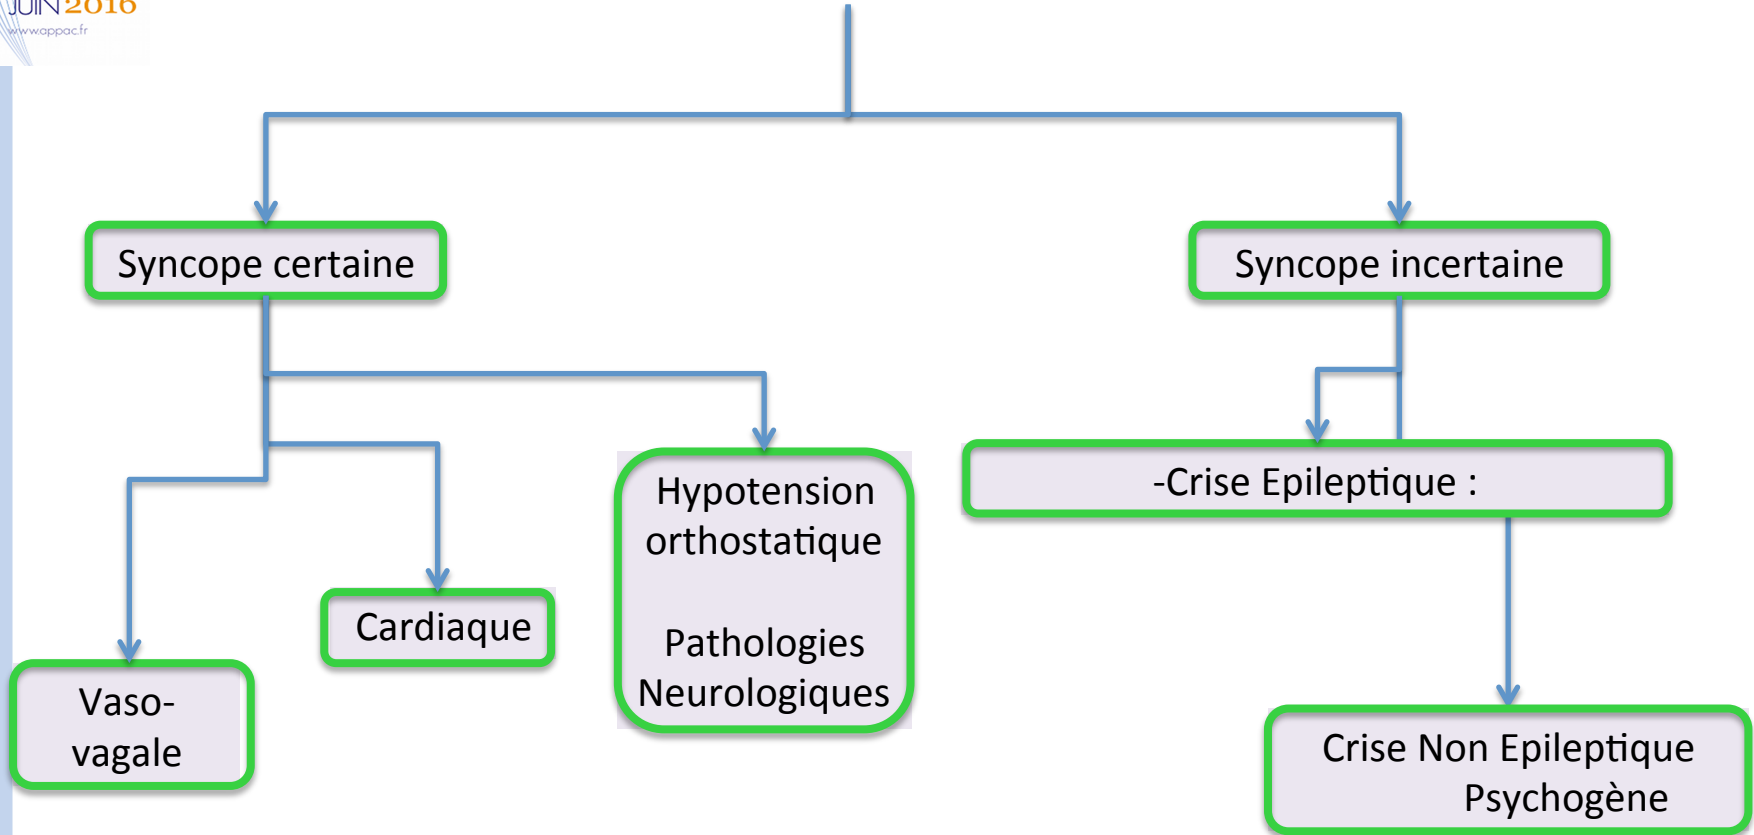 JUIN 2016
www.appac.fr
Syncope certaine
Syncope incertaine
Hypotension
orthostatique
Pathologies
Neurologiques
-Crise Epileptique :
Cardiaque
Vaso-
vagale
Crise Non Epileptique
Psychogène